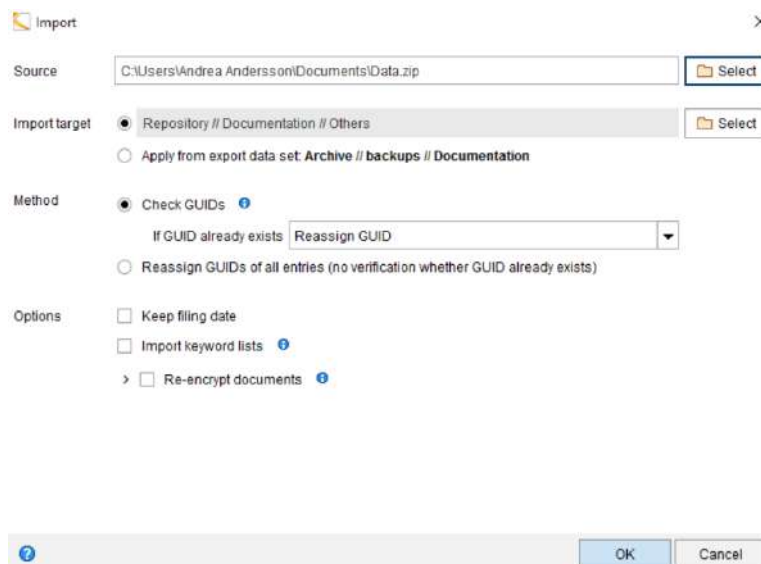 Import
Source C:\Users\Andrea Andersson\Documents\Data.zip Select
Import target Repository // Documentation // Others Select
Apply from export data set: Archive // backups // Documentation
Method Check GUIDs
If GUID already exists Reassign GUID
Reassign GUIDs of all entries (no verification whether GUID already exists)
Options Keep filing date
Import keyword lists
Re-encrypt documents
OK Cancel